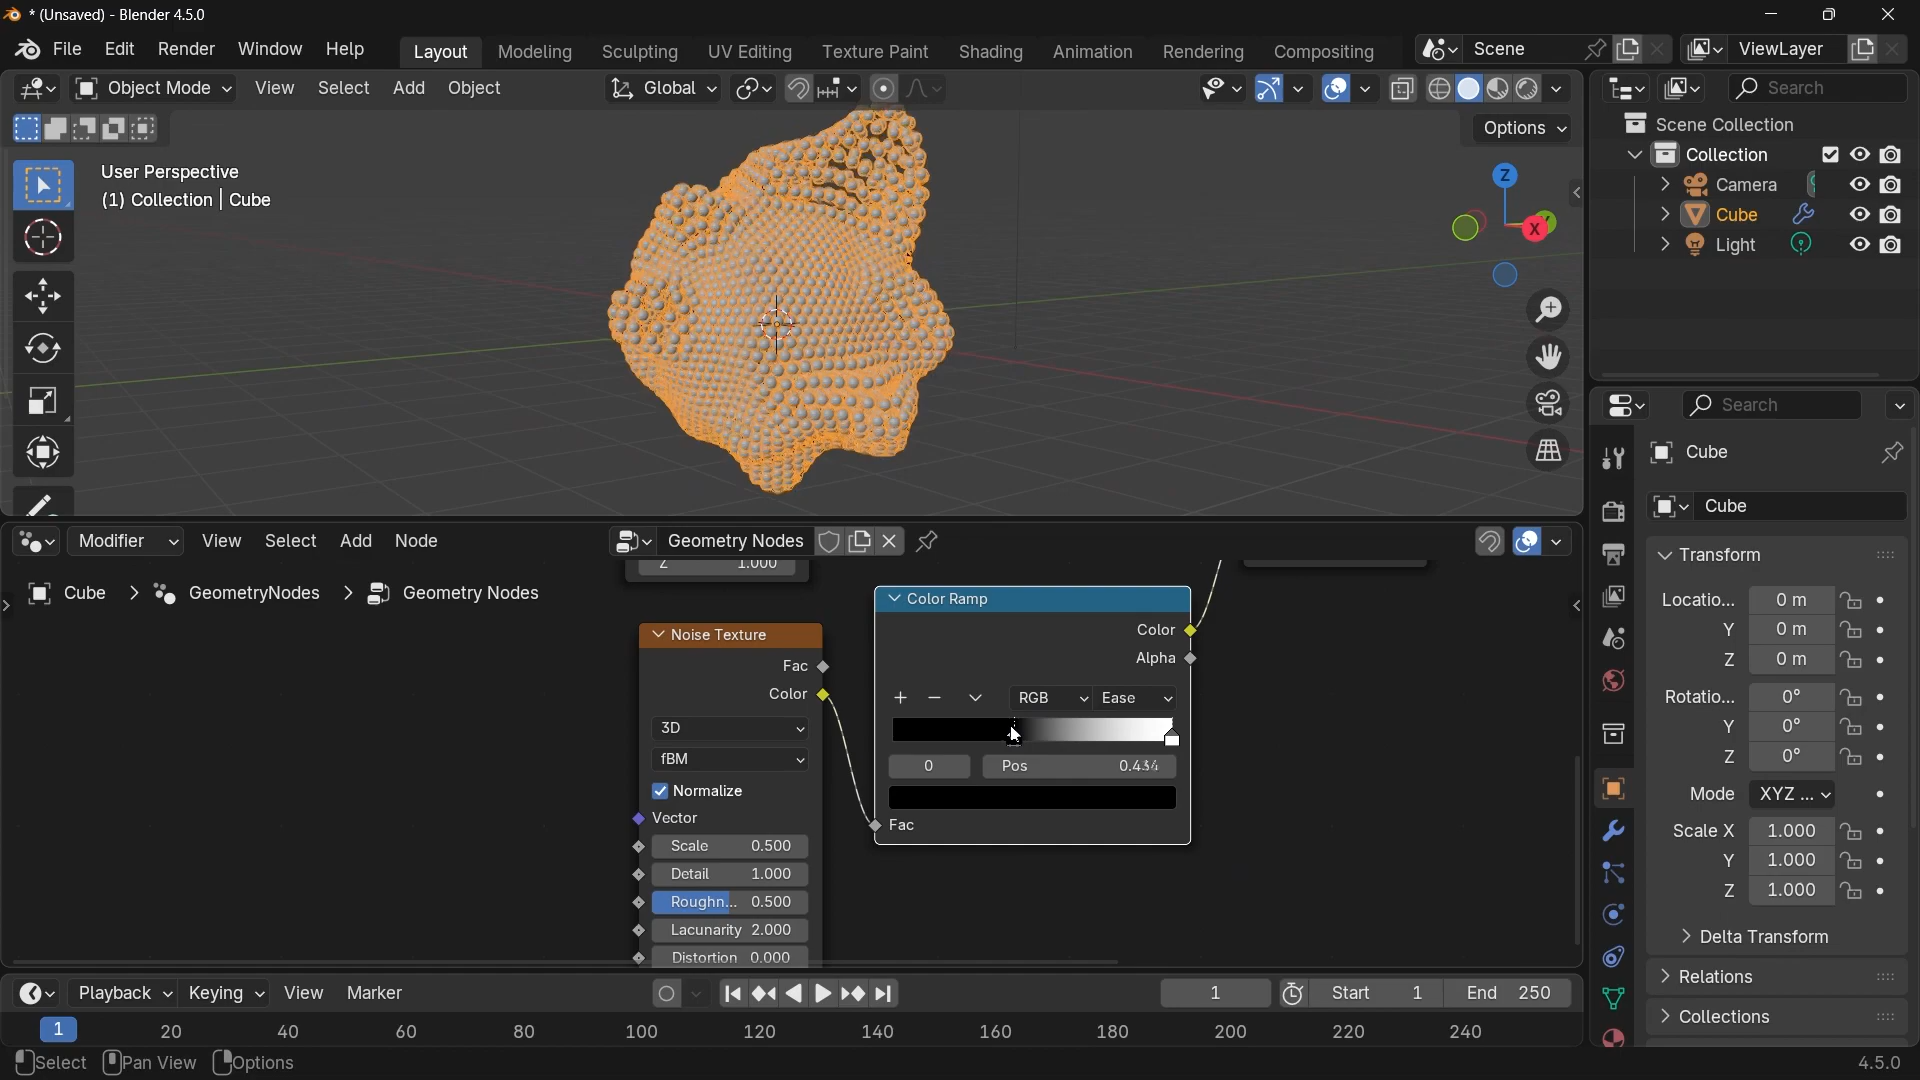 * (Unsaved) - Blender 4.5.0
File Edit Render Window Help
Layout Modeling Sculpting UV Editing Texture Paint Shading Animation Rendering Compositing
Scene
ViewLayer
Object Mode View Select Add Object
Global
Search
Options
User Perspective
(1) Collection | Cube
Z
X
Scene Collection
Collection
Camera
Cube
Light
Search
Cube
Cube
Transform
Locatio... 0 m
Y 0 m
Z 0 m
Rotatio... 0°
Y 0°
Z 0°
Mode XYZ ...
Scale X 1.000
Y 1.000
Z 1.000
Delta Transform
Relations
Collections
Modifier View Select Add Node
Geometry Nodes
Cube > GeometryNodes > Geometry Nodes
Z 1.000
Noise Texture
Fac
Color
3D
fBM
Normalize
Vector
Scale 0.500
Detail 1.000
Roughn... 0.500
Lacunarity 2.000
Distortion 0.000
Color Ramp
Color
Alpha
RGB Ease
0 Pos 0.434
Fac
Playback Keying View Marker
1 Start 1 End 250
1 20 40 60 80 100 120 140 160 180 200 220 240
Select Pan View Options
4.5.0